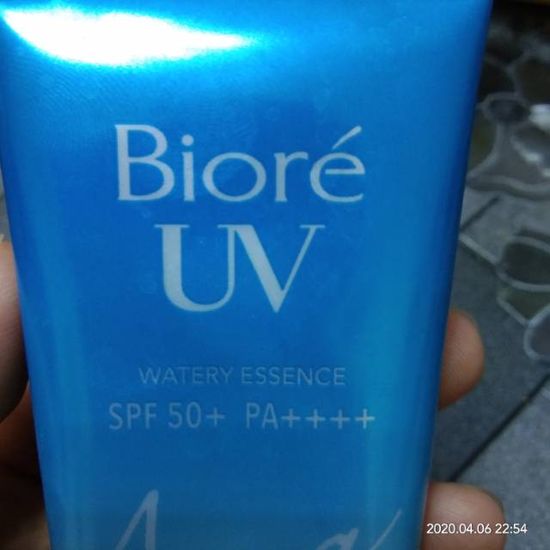 Bioré
UV
WATERY ESSENCE
SPF 50+ PA++++
2020.04.06 22:54